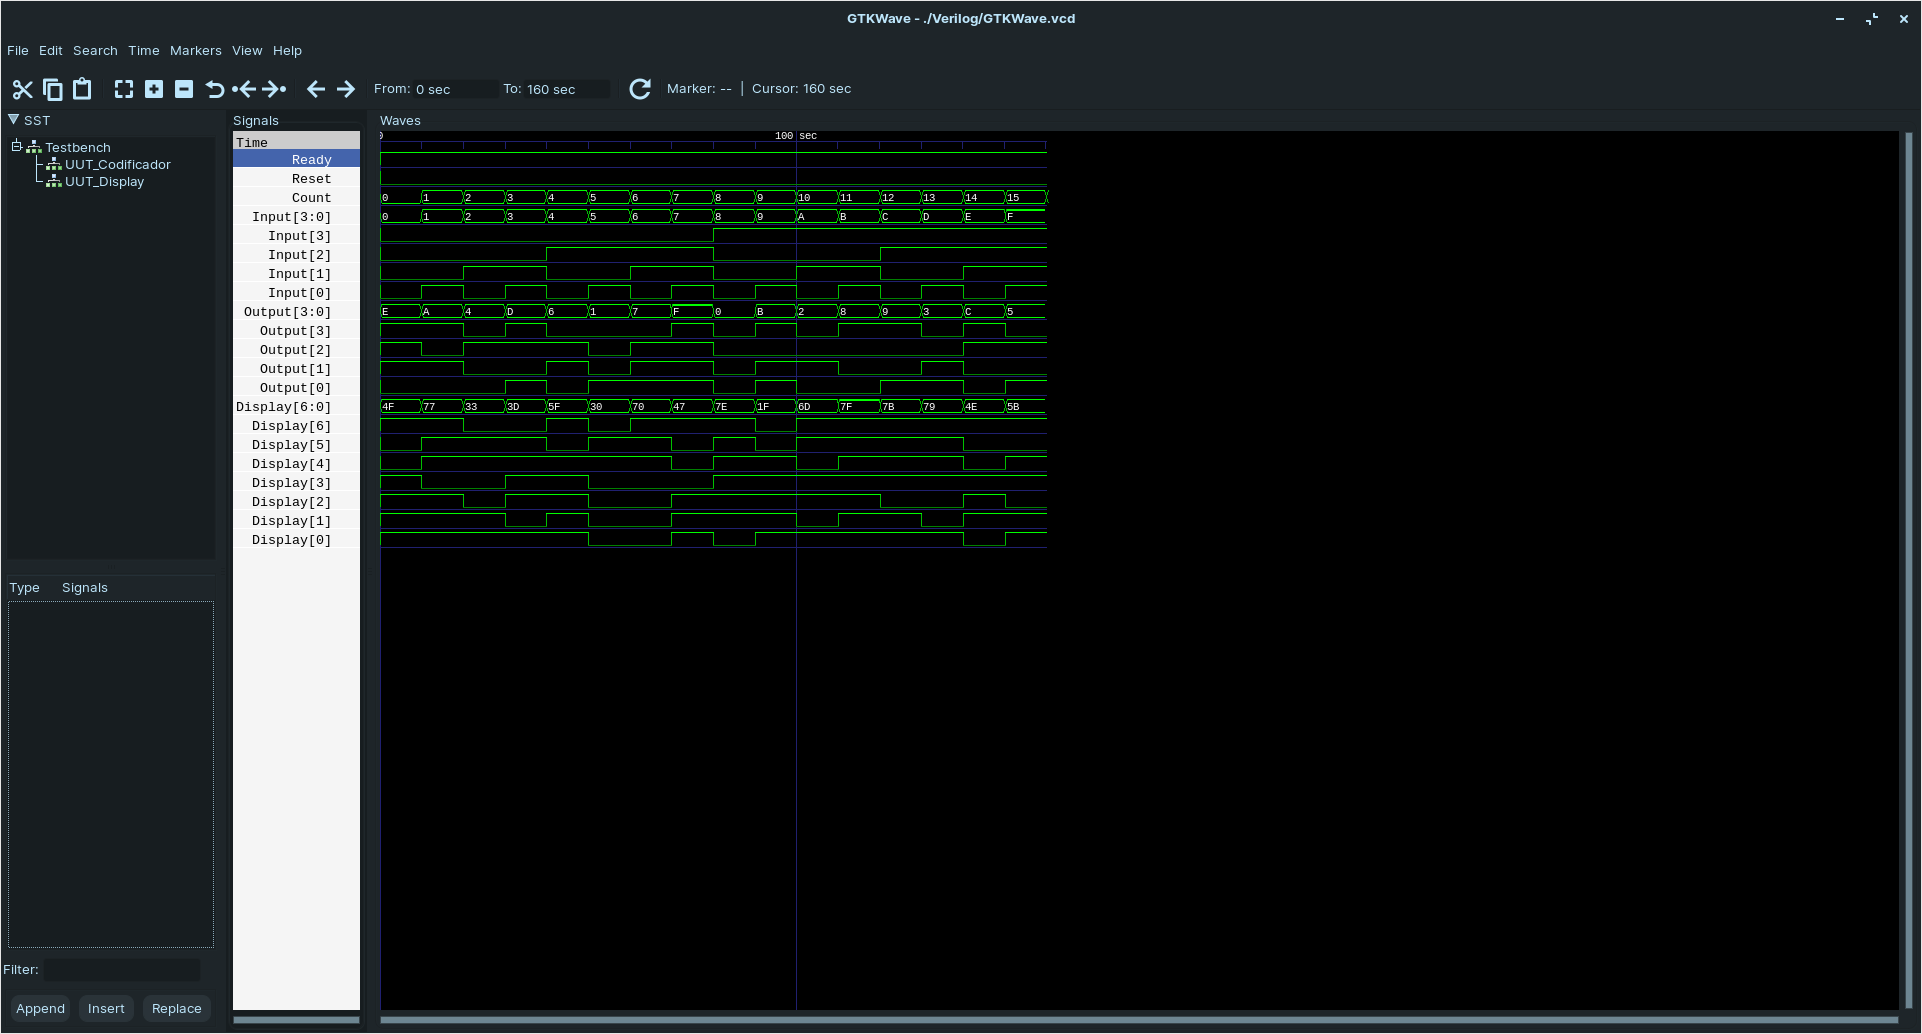 GTKWave - ./Verilog/GTKWave.vcd
File Edit Search Time Markers View Help
From: 0 sec To: 160 sec Marker: -- | Cursor: 160 sec
SST
Testbench
UUT_Codificador
UUT_Display
Type Signals
Filter:
Append Insert Replace
Signals
Time
Ready
Reset
Count
Input[3:0]
Input[3]
Input[2]
Input[1]
Input[0]
Output[3:0]
Output[3]
Output[2]
Output[1]
Output[0]
Display[6:0]
Display[6]
Display[5]
Display[4]
Display[3]
Display[2]
Display[1]
Display[0]
Waves
0 100 sec
0 1 2 3 4 5 6 7 8 9 10 11 12 13 14 15
0 1 2 3 4 5 6 7 8 9 A B C D E F
E A 4 D 6 1 7 F 0 B 2 8 9 3 C 5
4F 77 33 3D 5F 30 70 47 7E 1F 6D 7F 7B 79 4E 5B